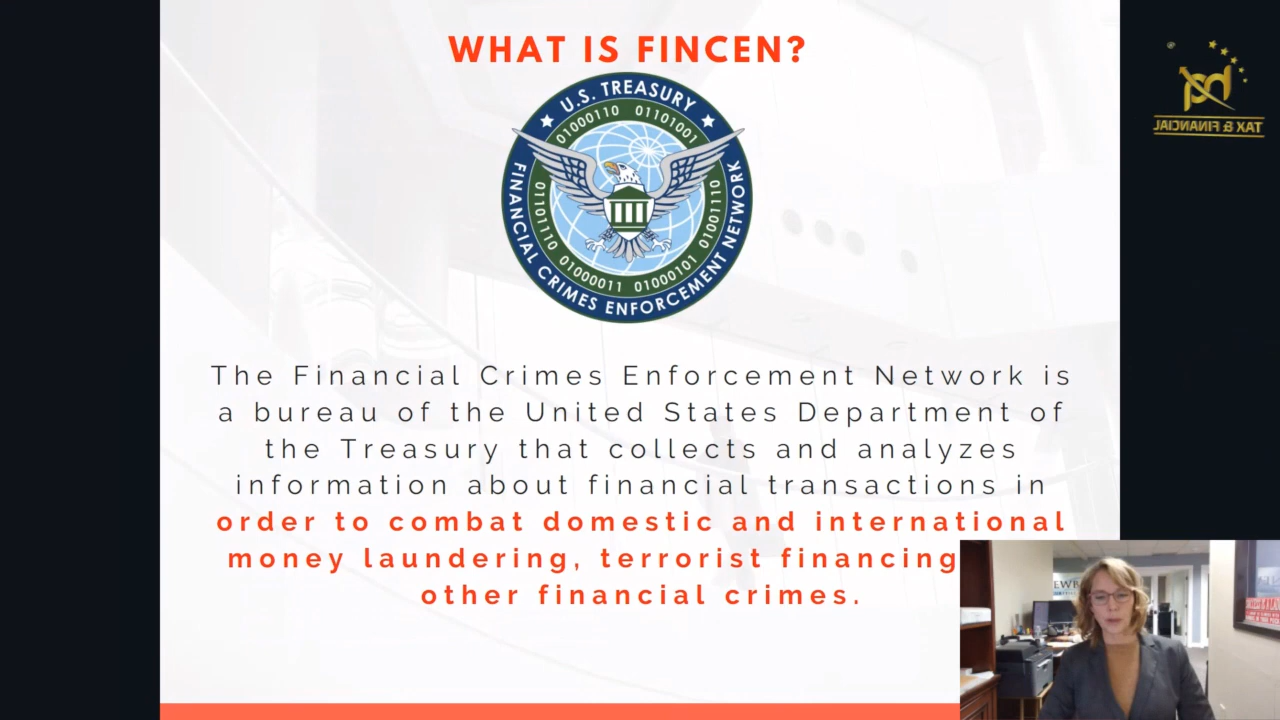 WHAT IS FINCEN?
U.S. TREASURY
01000110 01101001
01101110 01000011 01000101 01001110
FINANCIAL CRIMES ENFORCEMENT NETWORK
TAX & FINANCIAL
The Financial Crimes Enforcement Network is
a bureau of the United States Department of
the Treasury that collects and analyzes
information about financial transactions in
order to combat domestic and international
money laundering, terrorist financing
other financial crimes.